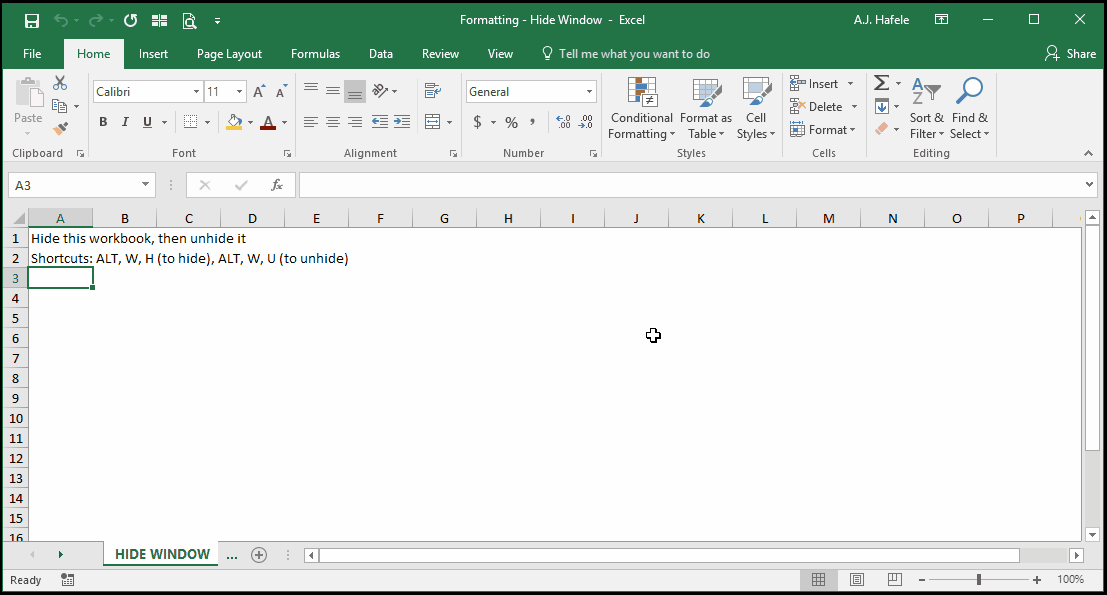 Formatting - Hide Window - Excel
A.J. Hafele
File Home Insert Page Layout Formulas Data Review View Tell me what you want to do Share
Paste
Clipboard
Calibri 11
B I U A
Font
Alignment
General
$ % ,
Number
Conditional Formatting
Format as Table
Cell Styles
Styles
Insert
Delete
Format
Cells
Sort & Filter
Find & Select
Editing
A3 fx
A B C D E F G H I J K L M N O P
1 Hide this workbook, then unhide it
2 Shortcuts: ALT, W, H (to hide), ALT, W, U (to unhide)
3
4
5
6
7
8
9
10
11
12
13
14
15
16
HIDE WINDOW ...
Ready 100%